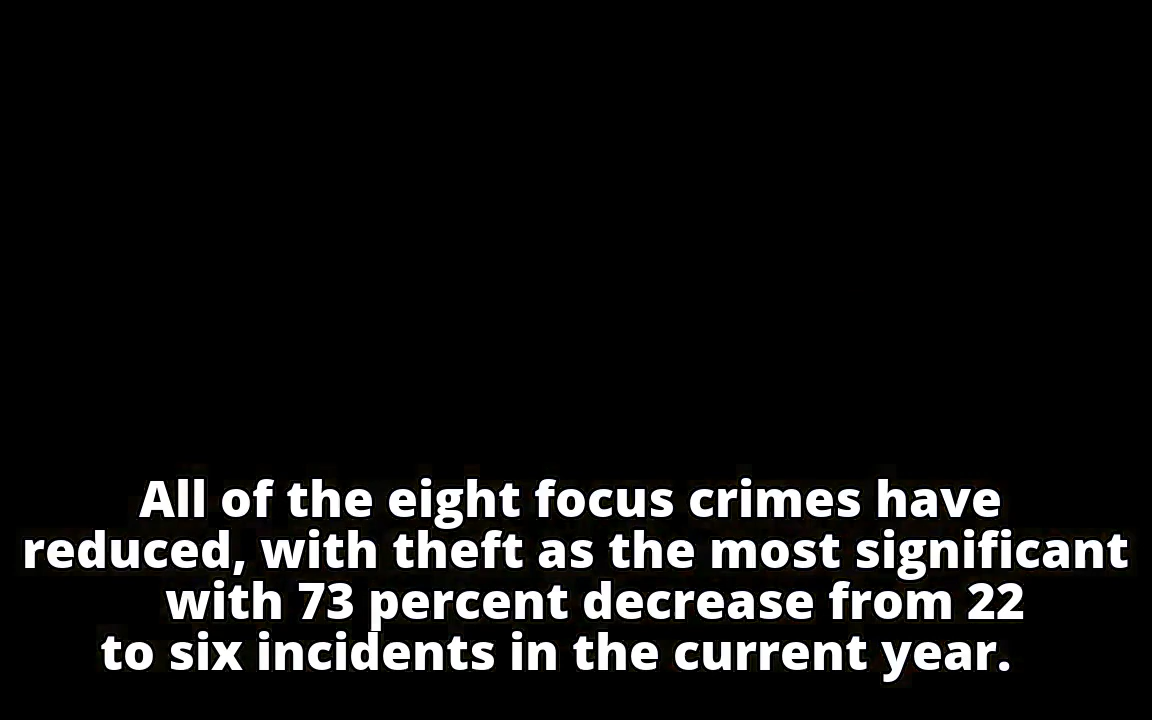 All of the eight focus crimes have
reduced, with theft as the most significant
with 73 percent decrease from 22
to six incidents in the current year.